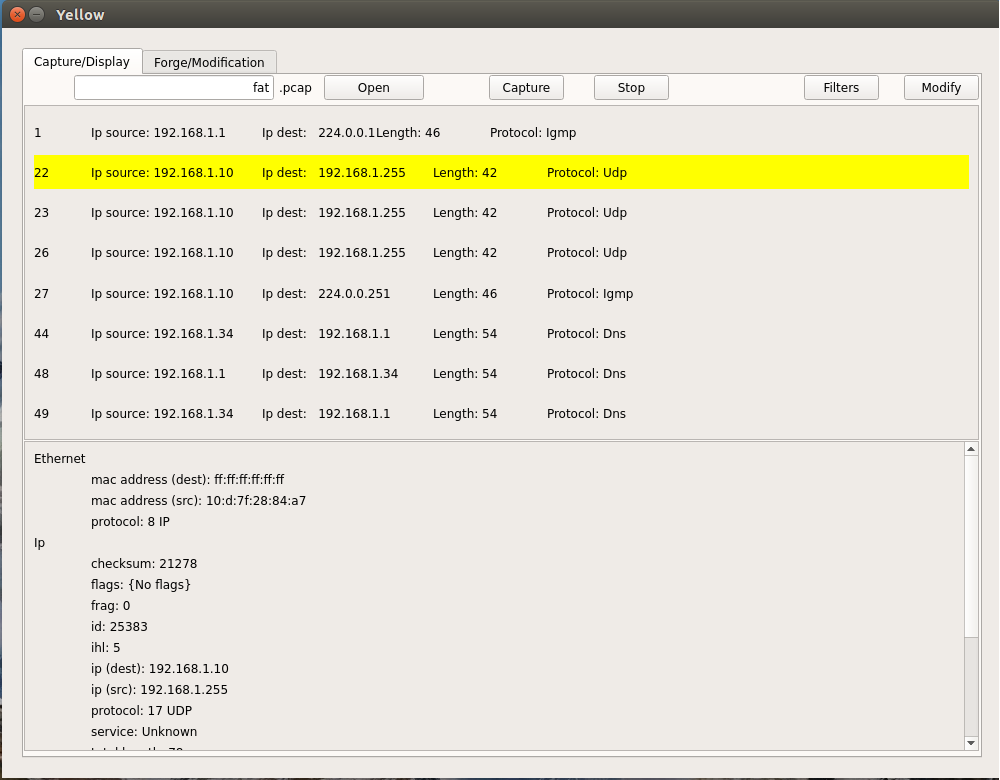 Yellow
Capture/Display Forge/Modification
fat .pcap Open Capture Stop Filters Modify
1 Ip source: 192.168.1.1 Ip dest: 224.0.0.1Length: 46 Protocol: Igmp
22 Ip source: 192.168.1.10 Ip dest: 192.168.1.255 Length: 42 Protocol: Udp
23 Ip source: 192.168.1.10 Ip dest: 192.168.1.255 Length: 42 Protocol: Udp
26 Ip source: 192.168.1.10 Ip dest: 192.168.1.255 Length: 42 Protocol: Udp
27 Ip source: 192.168.1.10 Ip dest: 224.0.0.251 Length: 46 Protocol: Igmp
44 Ip source: 192.168.1.34 Ip dest: 192.168.1.1 Length: 54 Protocol: Dns
48 Ip source: 192.168.1.1 Ip dest: 192.168.1.34 Length: 54 Protocol: Dns
49 Ip source: 192.168.1.34 Ip dest: 192.168.1.1 Length: 54 Protocol: Dns
Ethernet
mac address (dest): ff:ff:ff:ff:ff:ff
mac address (src): 10:d:7f:28:84:a7
protocol: 8 IP
Ip
checksum: 21278
flags: {No flags}
frag: 0
id: 25383
ihl: 5
ip (dest): 192.168.1.10
ip (src): 192.168.1.255
protocol: 17 UDP
service: Unknown